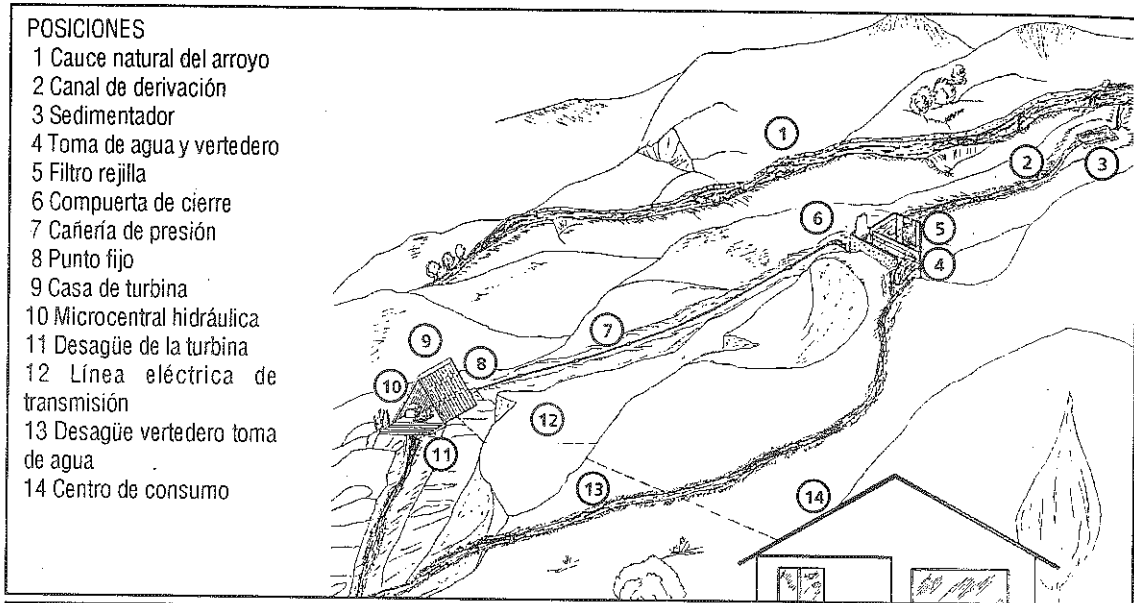 POSICIONES
1 Cauce natural del arroyo
2 Canal de derivación
3 Sedimentador
4 Toma de agua y vertedero
5 Filtro rejilla
6 Compuerta de cierre
7 Cañería de presión
8 Punto fijo
9 Casa de turbina
10 Microcentral hidráulica
11 Desagüe de la turbina
12 Línea eléctrica de
transmisión
13 Desagüe vertedero toma
de agua
14 Centro de consumo
1
2
3
6
5
4
7
9
8
10
12
11
13
14